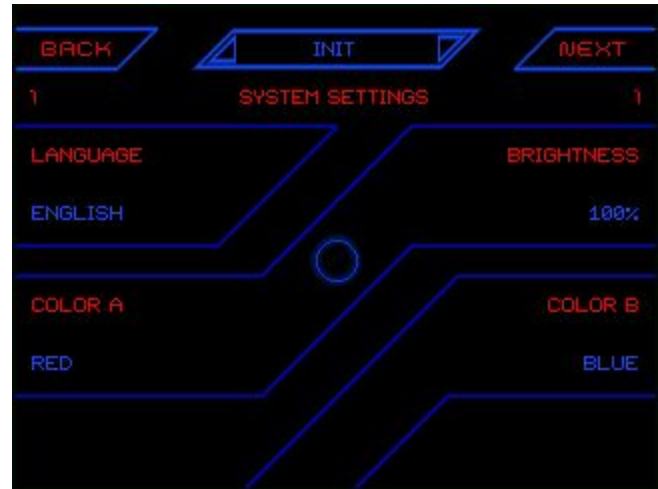 BACK INIT NEXT
1 SYSTEM SETTINGS 1
LANGUAGE BRIGHTNESS
ENGLISH 100%
COLOR A COLOR B
RED BLUE